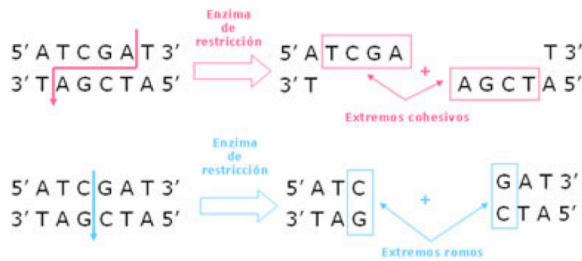 Enzima
de
restricción
5' A T C G A T 3'
3' T A G C T A 5'
5' A T C G A
T 3'
3' T
A G C T A 5'
+
Extremos cohesivos
Enzima
de
restricción
5' A T C G A T 3'
3' T A G C T A 5'
5' A T C
3' T A G
+
G A T 3'
C T A 5'
Extremos romos